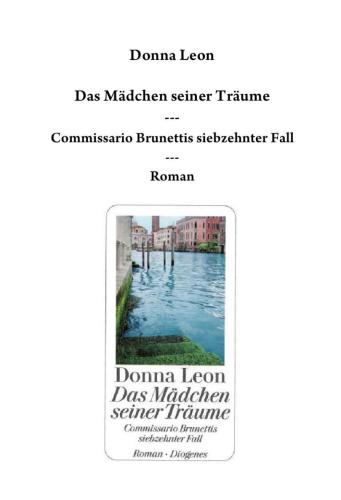 Donna Leon
Das Mädchen seiner Träume
---
Commissario Brunettis siebzehnter Fall
---
Roman
Donna Leon
Das Mädchen
seiner Träume
Commissario Brunettis
siebzehnter Fall
Roman · Diogenes